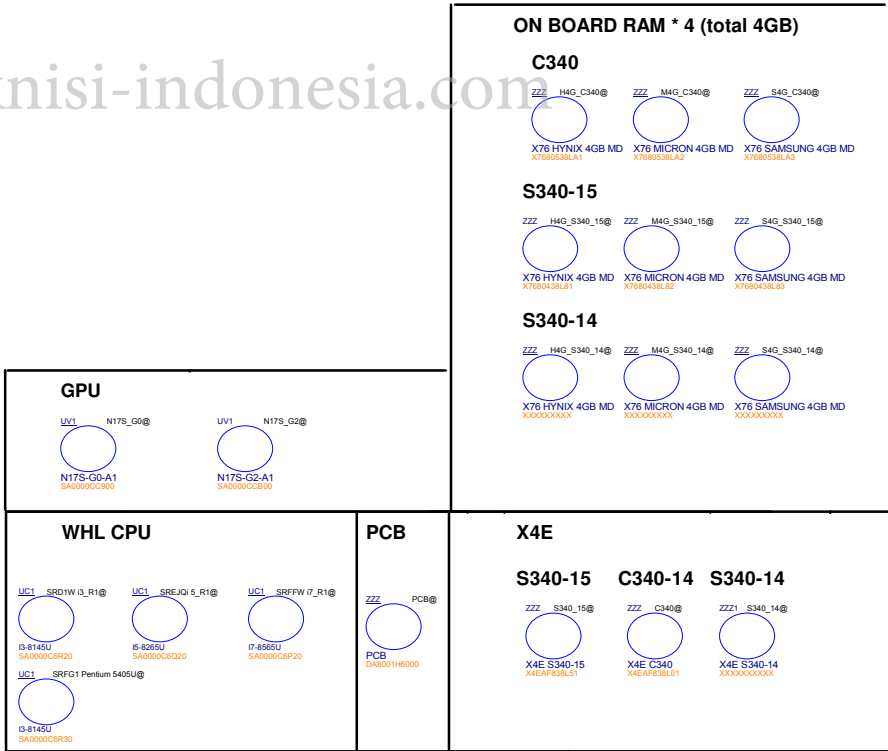 nisi-indonesia.com
ON BOARD RAM * 4 (total 4GB)
C340
ZZZ H4G_C340@ ZZZ M4G_C340@ ZZZ S4G_C340@
X76 HYNIX 4GB MD X76 MICRON 4GB MD X76 SAMSUNG 4GB MD
X7680538LA1 X7680538LA2 X7680538LA3
S340-15
ZZZ H4G_S340_15@ ZZZ M4G_S340_15@ ZZZ S4G_S340_15@
X76 HYNIX 4GB MD X76 MICRON 4GB MD X76 SAMSUNG 4GB MD
X7680438L81 X7680438L82 X7680438L83
S340-14
ZZZ H4G_S340_14@ ZZZ M4G_S340_14@ ZZZ S4G_S340_14@
X76 HYNIX 4GB MD X76 MICRON 4GB MD X76 SAMSUNG 4GB MD
XXXXXXXXX XXXXXXXXX XXXXXXXXX
GPU
UV1 N17S_G0@ UV1 N17S_G2@
N17S-G0-A1 N17S-G2-A1
SA0000CC900 SA0000CCB00
WHL CPU
UC1 SRD1W i3_R1@ UC1 SREJQi 5_R1@ UC1 SRFFW i7_R1@
I3-8145U I5-8265U I7-8565U
SA0000C6R20 SA0000C6Q20 SA0000C6P20
UC1 SRFG1 Pentium 5405U@
I3-8145U
SA0000C8R30
PCB
ZZZ PCB@
PCB
DA8001H6000
X4E
S340-15 C340-14 S340-14
ZZZ S340_15@ ZZZ C340@ ZZZ1 S340_14@
X4E S340-15 X4E C340 X4E S340-14
X4EAF838L51 X4EAF838L01 XXXXXXXXXX